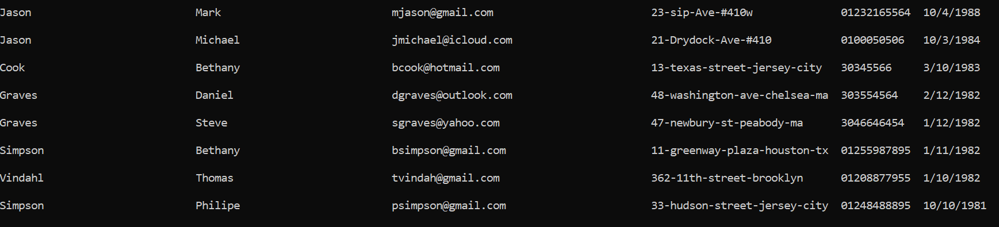 Jason Mark mjason@gmail.com 23-sip-Ave-#410w 01232165564 10/4/1988
Jason Michael jmichael@icloud.com 21-Drydock-Ave-#410 0100050506 10/3/1984
Cook Bethany bcook@hotmail.com 13-texas-street-jersey-city 30345566 3/10/1983
Graves Daniel dgraves@outlook.com 48-washington-ave-chelsea-ma 303554564 2/12/1982
Graves Steve sgraves@yahoo.com 47-newbury-st-peabody-ma 3046646454 1/12/1982
Simpson Bethany bsimpson@gmail.com 11-greenway-plaza-houston-tx 01255987895 1/11/1982
Vindahl Thomas tvindah@gmail.com 362-11th-street-brooklyn 01208877955 1/10/1982
Simpson Philipe psimpson@gmail.com 33-hudson-street-jersey-city 01248488895 10/10/1981